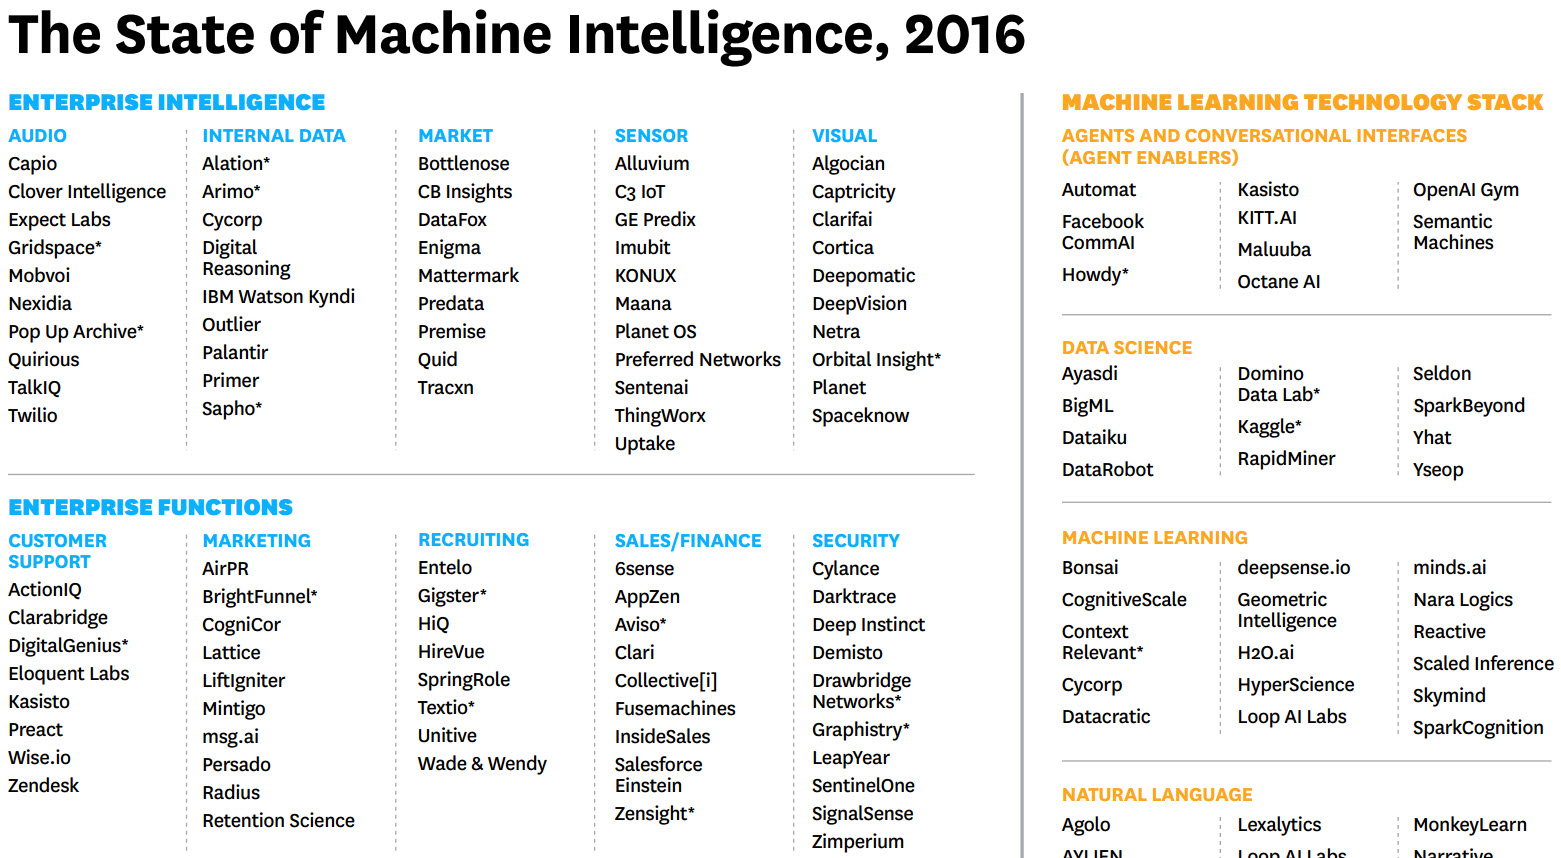 The State of Machine Intelligence, 2016
ENTERPRISE INTELLIGENCE
AUDIO
Capio
Clover Intelligence
Expect Labs
Gridspace*
Mobvoi
Nexidia
Pop Up Archive*
Quirious
TalkIQ
Twilio
INTERNAL DATA
Alation*
Arimo*
Cycorp
Digital
Reasoning
IBM Watson Kyndi
Outlier
Palantir
Primer
Sapho*
MARKET
Bottlenose
CB Insights
DataFox
Enigma
Mattermark
Predata
Premise
Quid
Tracxn
SENSOR
Alluvium
C3 IoT
GE Predix
Imubit
KONUX
Maana
Planet OS
Preferred Networks
Sentenai
ThingWorx
Uptake
VISUAL
Algocian
Captricity
Clarifai
Cortica
Deepomatic
DeepVision
Netra
Orbital Insight*
Planet
Spaceknow
ENTERPRISE FUNCTIONS
CUSTOMER
SUPPORT
ActionIQ
Clarabridge
DigitalGenius*
Eloquent Labs
Kasisto
Preact
Wise.io
Zendesk
MARKETING
AirPR
BrightFunnel*
CogniCor
Lattice
LiftIgniter
Mintigo
msg.ai
Persado
Radius
Retention Science
RECRUITING
Entelo
Gigster*
HiQ
HireVue
SpringRole
Textio*
Unitive
Wade & Wendy
SALES/FINANCE
6sense
AppZen
Aviso*
Clari
Collective[i]
Fusemachines
InsideSales
Salesforce
Einstein
Zensight*
SECURITY
Cylance
Darktrace
Deep Instinct
Demisto
Drawbridge
Networks*
Graphistry*
LeapYear
SentinelOne
SignalSense
Zimperium
MACHINE LEARNING TECHNOLOGY STACK
AGENTS AND CONVERSATIONAL INTERFACES
(AGENT ENABLERS)
Automat
Facebook
CommAI
Howdy*
Kasisto
KITT.AI
Maluuba
Octane AI
OpenAI Gym
Semantic
Machines
DATA SCIENCE
Ayasdi
BigML
Dataiku
DataRobot
Domino
Data Lab*
Kaggle*
RapidMiner
Seldon
SparkBeyond
Yhat
Yseop
MACHINE LEARNING
Bonsai
CognitiveScale
Context
Relevant*
Cycorp
Datacratic
deepsense.io
Geometric
Intelligence
H2O.ai
HyperScience
Loop AI Labs
minds.ai
Nara Logics
Reactive
Scaled Inference
Skymind
SparkCognition
NATURAL LANGUAGE
Agolo
AYLIEN
Lexalytics
Loop AI Labs
MonkeyLearn
Narrative